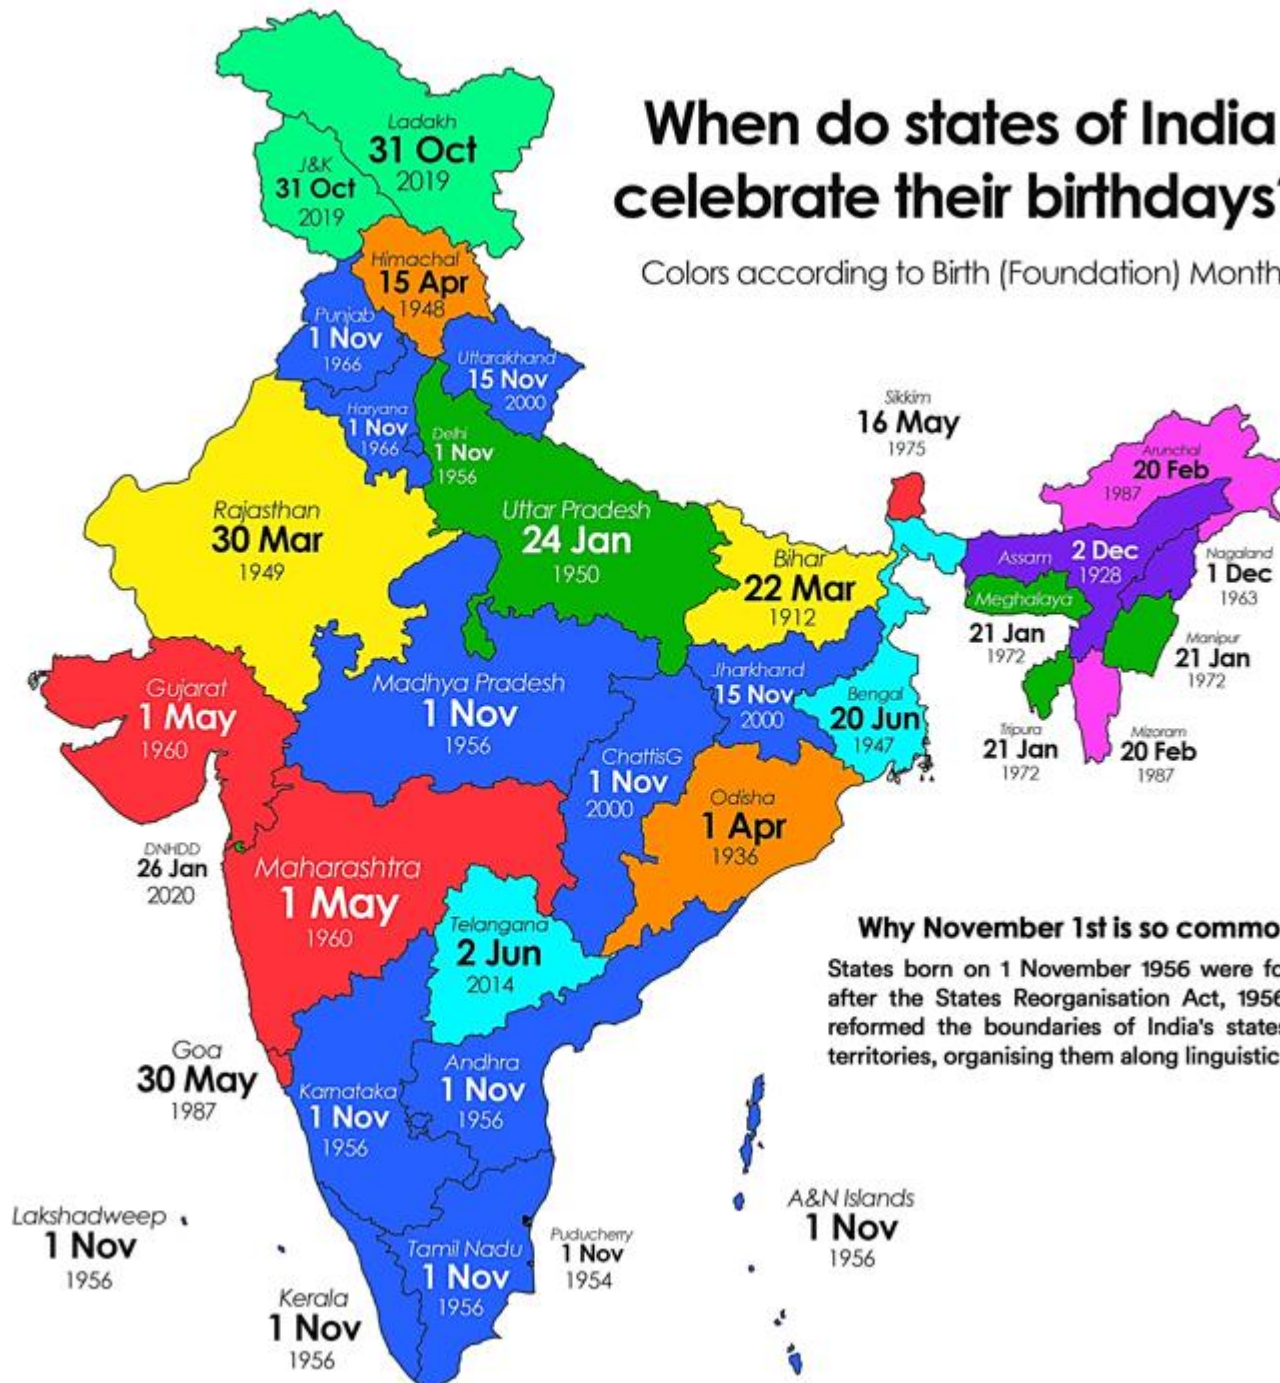 When do states of India
celebrate their birthdays?
Colors according to Birth (Foundation) Month
Ladakh
31 Oct
2019
J&K
31 Oct
2019
Himachal
15 Apr
1948
Punjab
1 Nov
1966
Uttarakhand
15 Nov
2000
Haryana
1 Nov
1966
Delhi
1 Nov
1956
Sikkim
16 May
1975
Arunchal
20 Feb
1987
Rajasthan
30 Mar
1949
Uttar Pradesh
24 Jan
1950
Bihar
22 Mar
1912
Assam
2 Dec
1928
Nagaland
1 Dec
1963
Meghalaya
21 Jan
1972
Manipur
21 Jan
1972
Gujarat
1 May
1960
Madhya Pradesh
1 Nov
1956
Jharkhand
15 Nov
2000
Bengal
20 Jun
1947
Tripura
21 Jan
1972
Mizoram
20 Feb
1987
ChattisG
1 Nov
2000
Odisha
1 Apr
1936
DNHDD
26 Jan
2020
Maharashtra
1 May
1960
Telangana
2 Jun
2014
Why November 1st is so commo
States born on 1 November 1956 were fo
after the States Reorganisation Act, 1956
reformed the boundaries of India's states
territories, organising them along linguistic
Goa
30 May
1987
Karnataka
1 Nov
1956
Andhra
1 Nov
1956
Lakshadweep
1 Nov
1956
Kerala
1 Nov
1956
Tamil Nadu
1 Nov
1956
Puducherry
1 Nov
1954
A&N Islands
1 Nov
1956